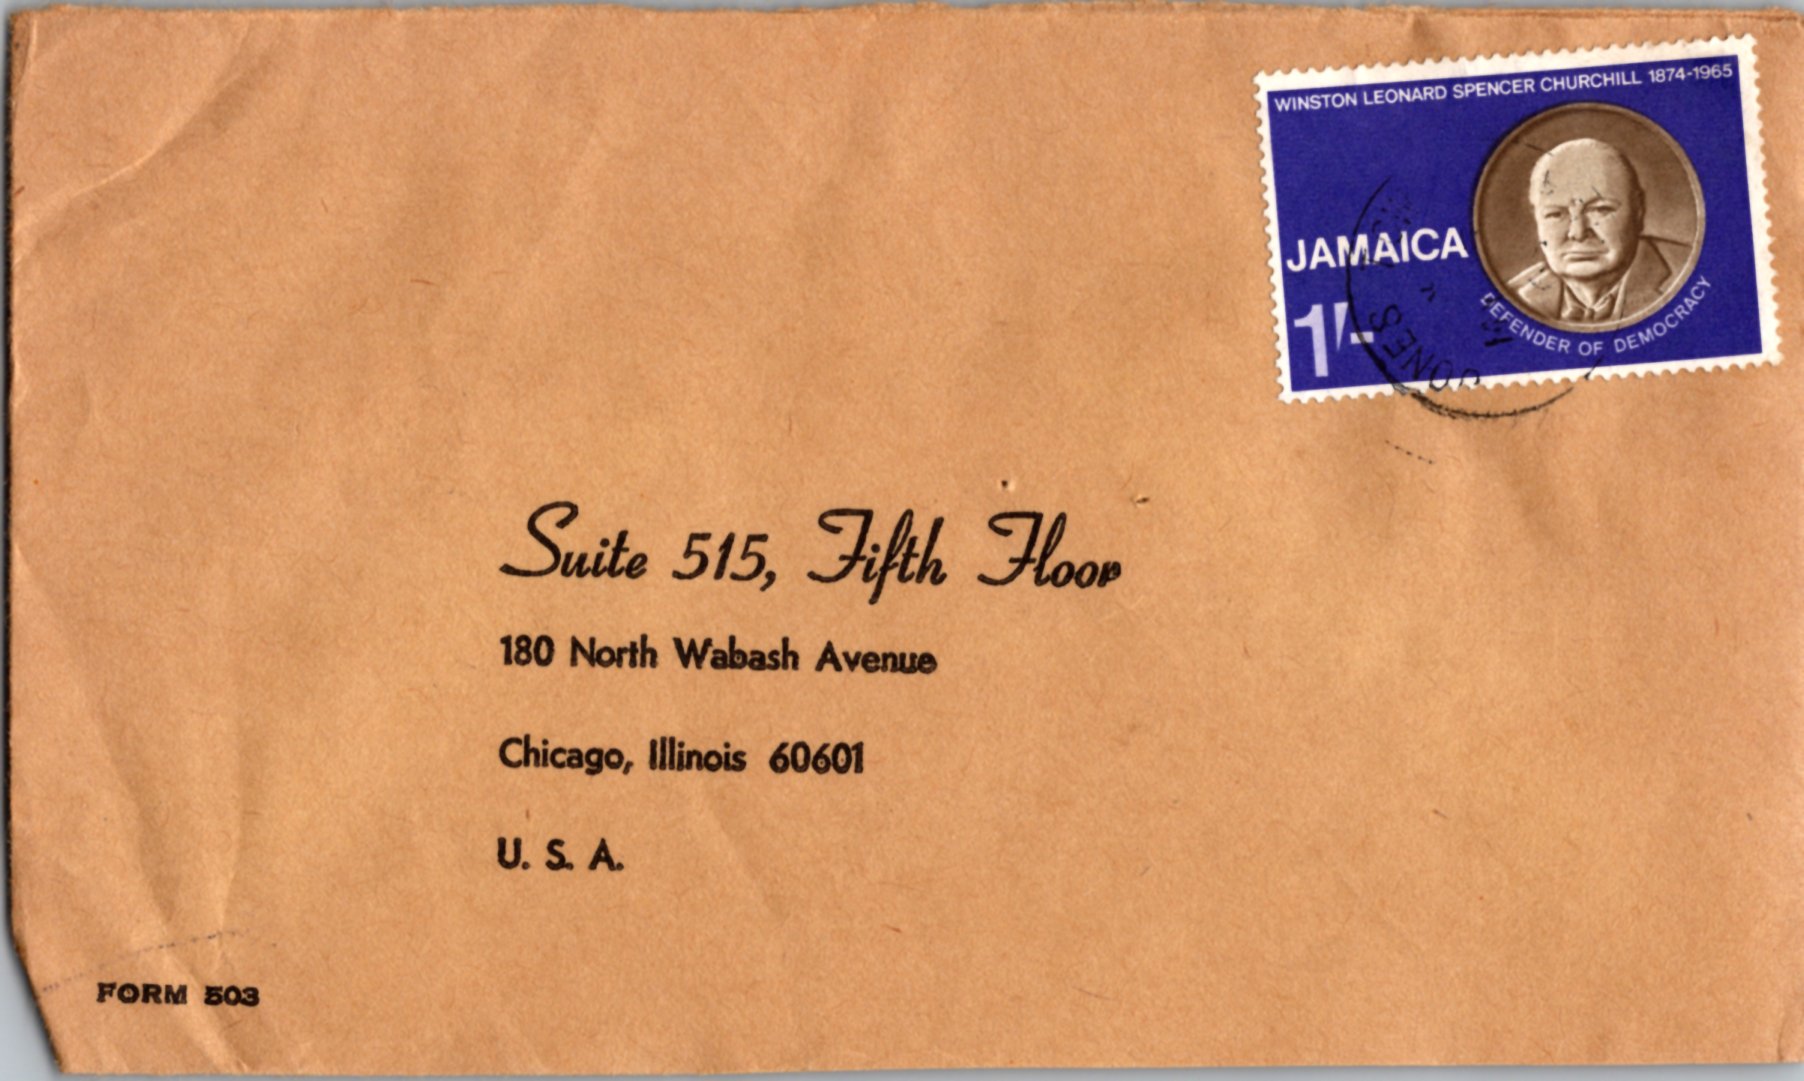 WINSTON LEONARD SPENCER CHURCHILL 1874-1965
JAMAICA
1/-
DEFENDER OF DEMOCRACY
JONES
Suite 515, Fifth Floor
180 North Wabash Avenue
Chicago, Illinois 60601
U. S. A.
FORM 503